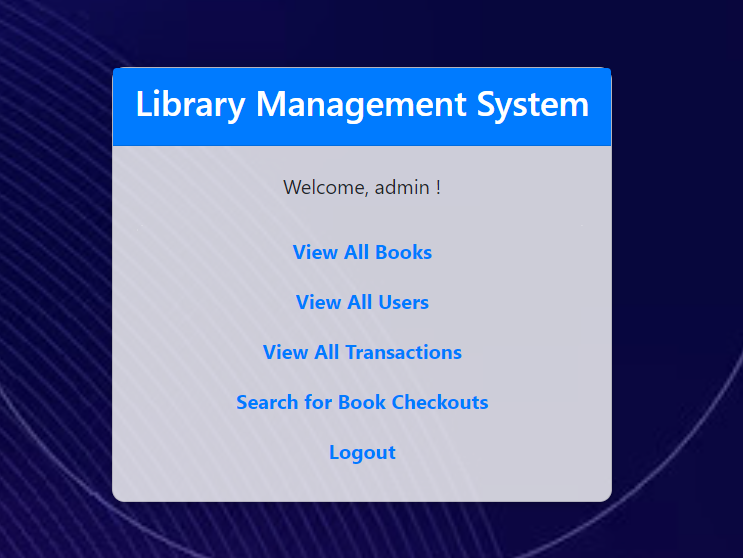 Library Management System
Welcome, admin !
View All Books
View All Users
View All Transactions
Search for Book Checkouts
Logout